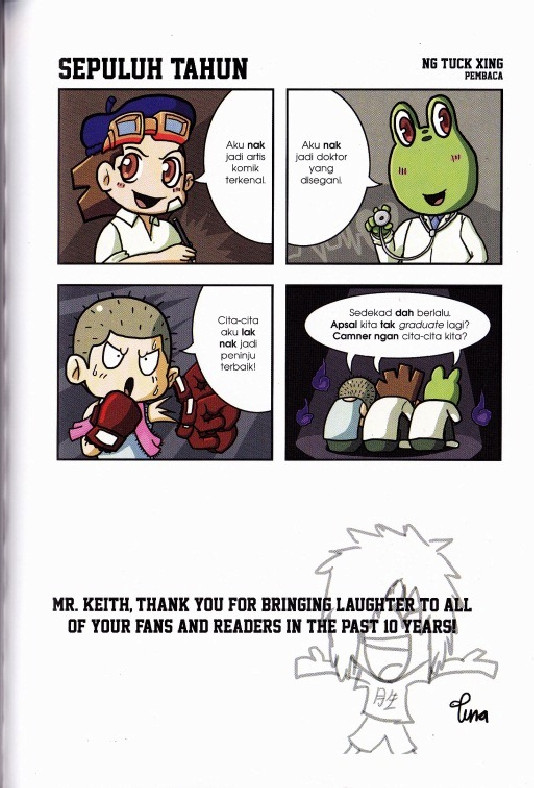 SEPULUH TAHUN
NG TUCK XING
PEMBACA
Aku nak
jadi artis
komik
terkenal.
Aku naik
jadi doktor
yang
disegani.
Cita-cita
aku lak
nak jadi
peninju
terbaik!
Sedekad dah berlalu.
Apsal kita tak graduate lagi?
Camner ngan cita-cita kita?
MR. KEITH, THANK YOU FOR BRINGING LAUGHTER TO ALL
OF YOUR FANS AND READERS IN THE PAST 10 YEARS!